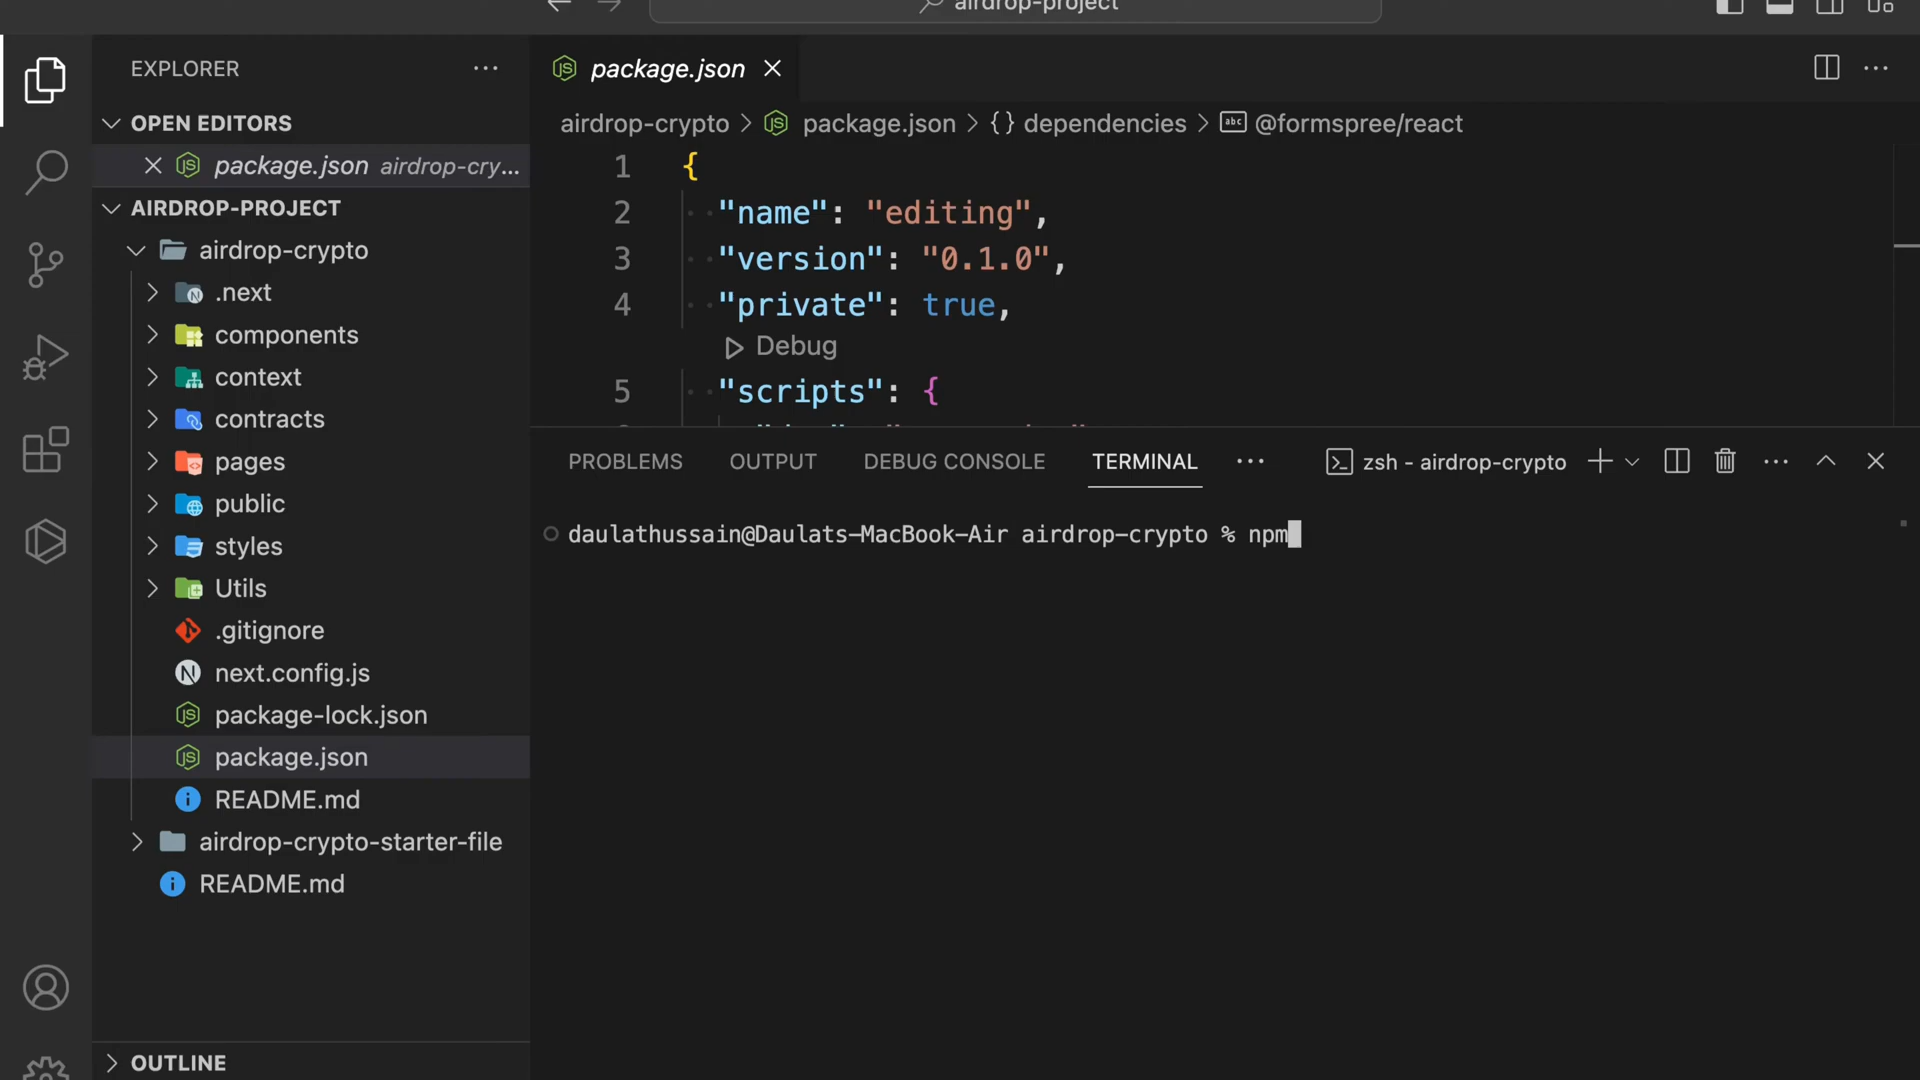 airdrop-project
EXPLORER
OPEN EDITORS
package.json airdrop-cry...
AIRDROP-PROJECT
airdrop-crypto
.next
components
context
contracts
pages
public
styles
Utils
.gitignore
next.config.js
package-lock.json
package.json
README.md
airdrop-crypto-starter-file
README.md
OUTLINE
package.json
airdrop-crypto > package.json > {} dependencies > abc @formspree/react
1 {
2 "name": "editing",
3 "version": "0.1.0",
4 "private": true,
Debug
5 "scripts": {
PROBLEMS OUTPUT DEBUG CONSOLE TERMINAL ... zsh - airdrop-crypto
daulathussain@Daulats-MacBook-Air airdrop-crypto % npm